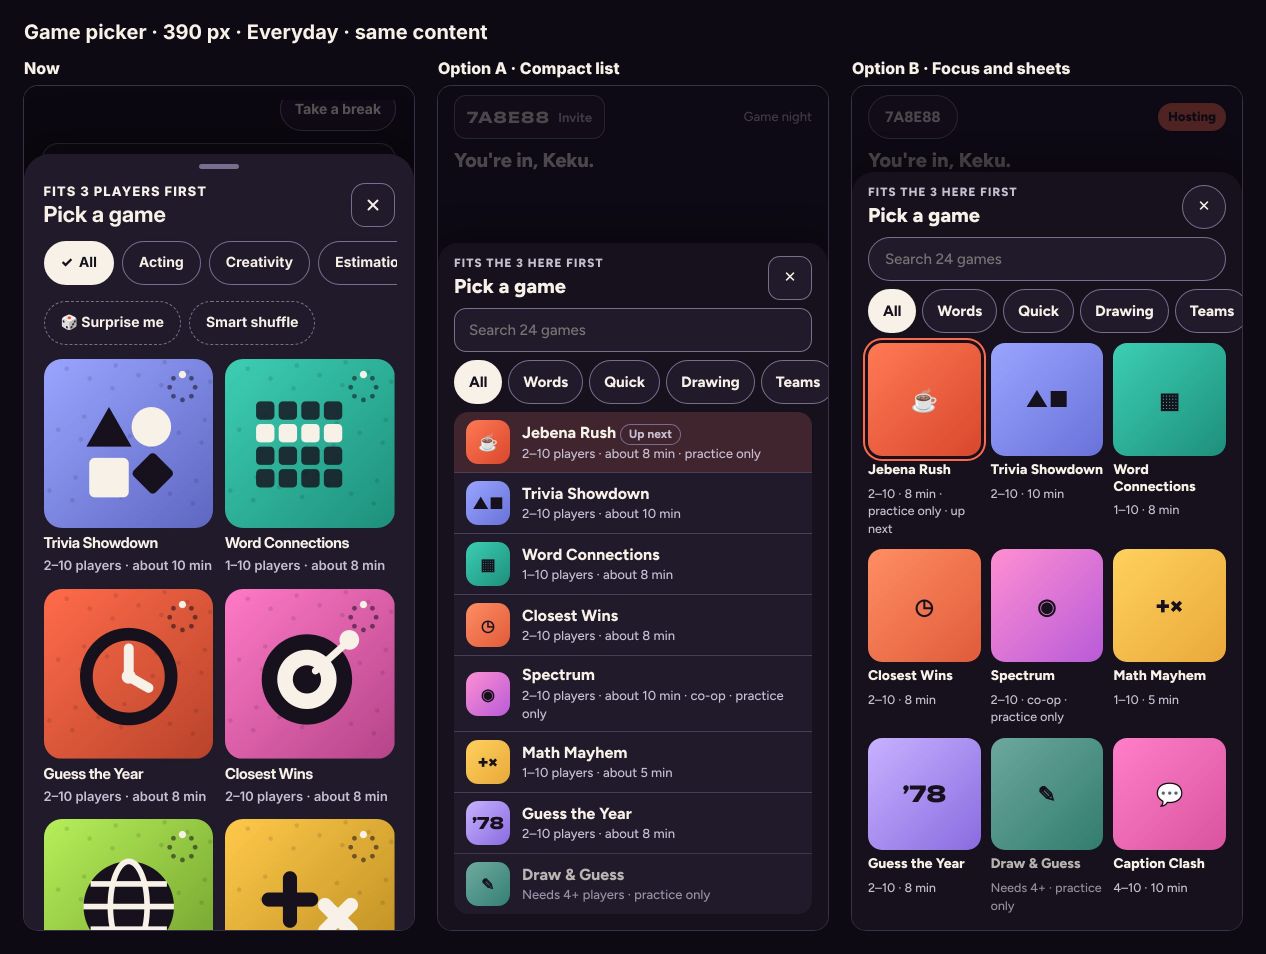 Game picker · 390 px · Everyday · same content
Now
Take a break
FITS 3 PLAYERS FIRST
Pick a game
✓ All
Acting
Creativity
Estimatio
🎲 Surprise me
Smart shuffle
Trivia Showdown
2–10 players · about 10 min
Word Connections
1–10 players · about 8 min
Guess the Year
2–10 players · about 8 min
Closest Wins
2–10 players · about 8 min
Option A · Compact list
7A8E88 Invite
Game night
You're in, Keku.
FITS THE 3 HERE FIRST
Pick a game
Search 24 games
All
Words
Quick
Drawing
Teams
Jebena Rush Up next
2–10 players · about 8 min · practice only
Trivia Showdown
2–10 players · about 10 min
Word Connections
1–10 players · about 8 min
Closest Wins
2–10 players · about 8 min
Spectrum
2–10 players · about 10 min · co-op · practice
only
Math Mayhem
1–10 players · about 5 min
'78
Guess the Year
2–10 players · about 8 min
Draw & Guess
Needs 4+ players · practice only
Option B · Focus and sheets
7A8E88
Hosting
You're in, Keku.
FITS THE 3 HERE FIRST
Pick a game
Search 24 games
All
Words
Quick
Drawing
Teams
Jebena Rush
2–10 · 8 min ·
practice only · up
next
Trivia Showdown
2–10 · 10 min
Word
Connections
1–10 · 8 min
Closest Wins
2–10 · 8 min
Spectrum
2–10 · co-op ·
practice only
Math Mayhem
1–10 · 5 min
'78
Guess the Year
2–10 · 8 min
Draw & Guess
Needs 4+ · practice
only
Caption Clash
4–10 · 10 min